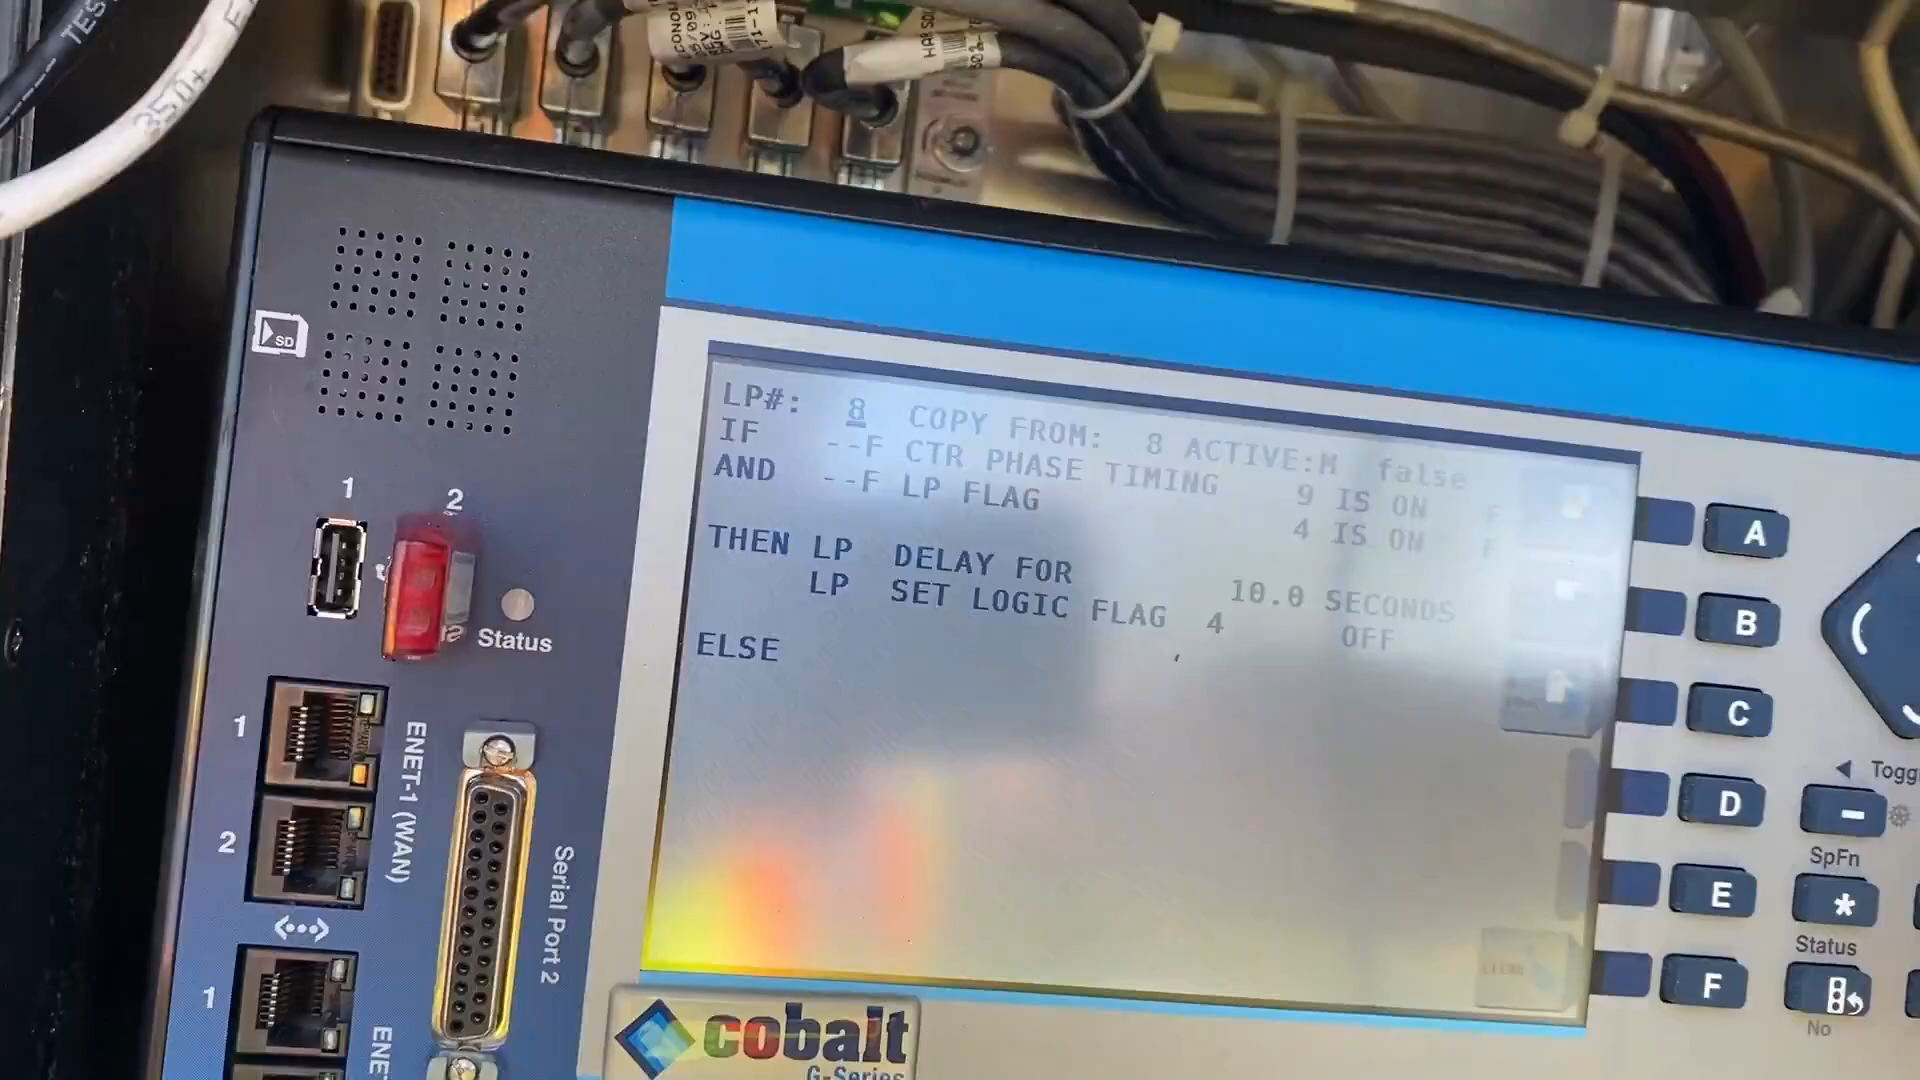 TEST
35Л+
SD
LP#: 8 COPY FROM: 8 ACTIVE:M false
IF --F CTR PHASE TIMING 9 IS ON F
AND --F LP FLAG 4 IS ON F
THEN LP DELAY FOR 10.0 SECONDS
LP SET LOGIC FLAG 4 OFF
ELSE
1
2
Status
1
2
ENET-1 (WAN)
Serial Port 2
1
cobalt
G-Series
A
B
C
D
E
F
SpFn
*
Status
No